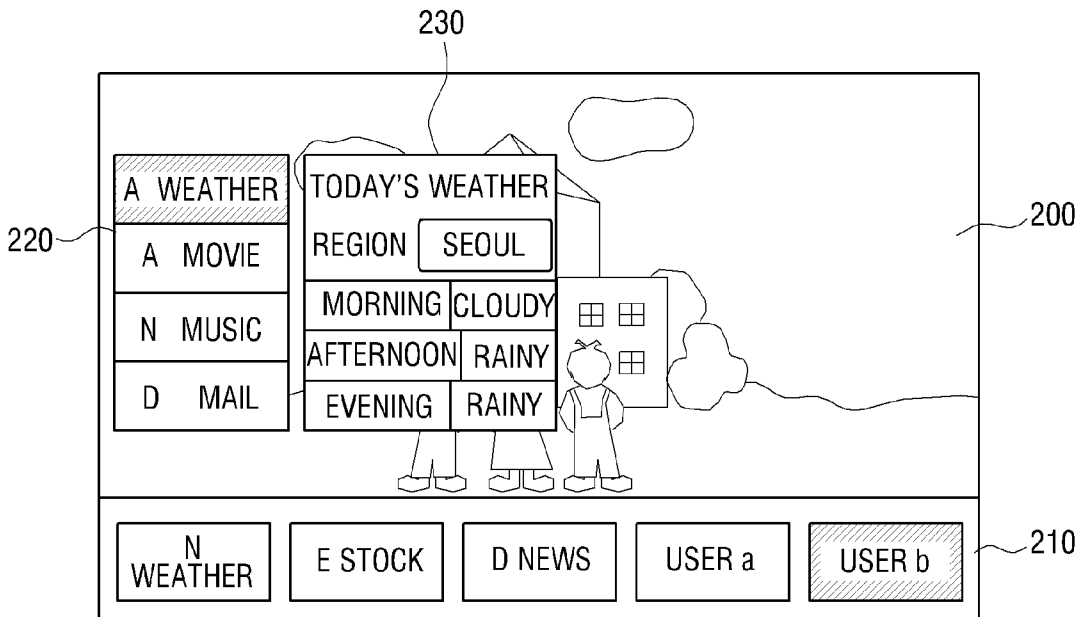 230
A WEATHER
A MOVIE
N MUSIC
D MAIL
220
TODAY'S WEATHER
REGION SEOUL
MORNING CLOUDY
AFTERNOON RAINY
EVENING RAINY
200
N
WEATHER
E STOCK
D NEWS
USER a
USER b
210